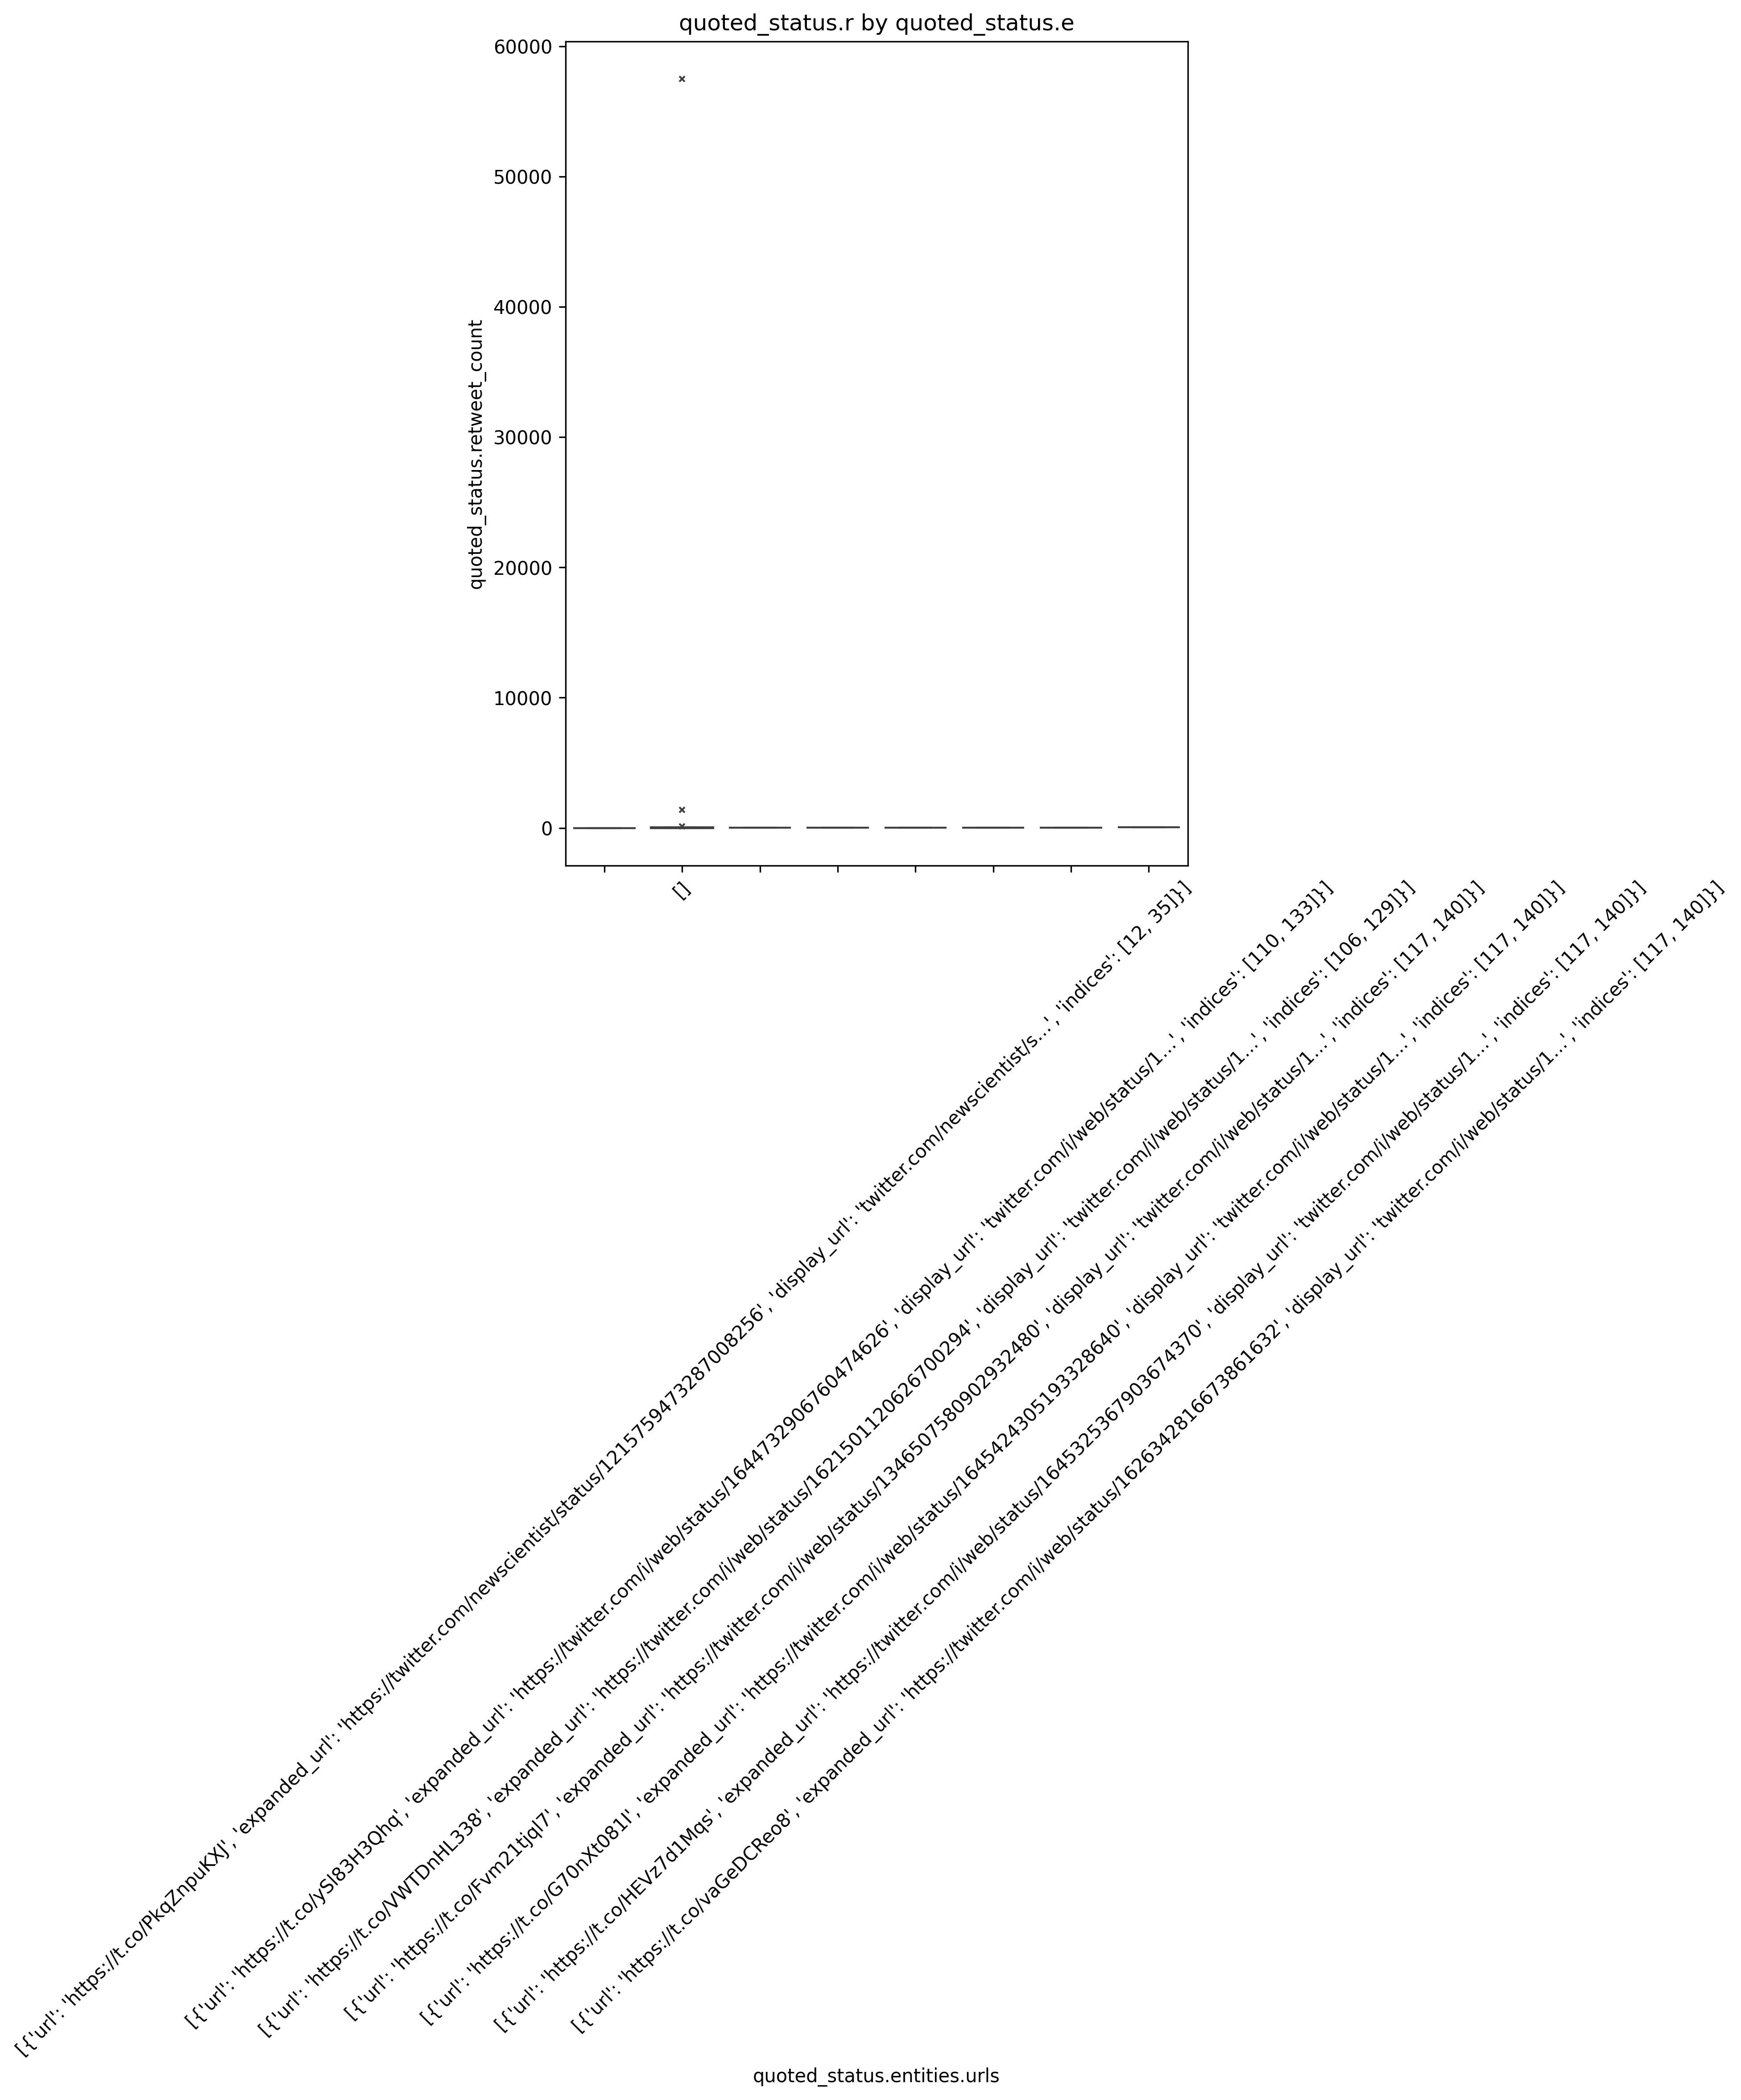 quoted_status.r by quoted_status.e
60000
50000
40000
30000
20000
10000
0
quoted_status.retweet_count
[]
[{'url': 'https://t.co/PkqZnpuKXJ', 'expanded_url': 'https://twitter.com/newscientist/status/1215759473287008256', 'display_url': 'twitter.com/newscientist/s…', 'indices': [12, 35]}]
[{'url': 'https://t.co/ySl83H3Qhq', 'expanded_url': 'https://twitter.com/i/web/status/1644732906760474626', 'display_url': 'twitter.com/i/web/status/1…', 'indices': [110, 133]}]
[{'url': 'https://t.co/VWTDnHL338', 'expanded_url': 'https://twitter.com/i/web/status/1621501120626700294', 'display_url': 'twitter.com/i/web/status/1…', 'indices': [106, 129]}]
[{'url': 'https://t.co/Fvm21tjql7', 'expanded_url': 'https://twitter.com/i/web/status/1346507580902932480', 'display_url': 'twitter.com/i/web/status/1…', 'indices': [117, 140]}]
[{'url': 'https://t.co/G70nXt081l', 'expanded_url': 'https://twitter.com/i/web/status/1645424305193328640', 'display_url': 'twitter.com/i/web/status/1…', 'indices': [117, 140]}]
[{'url': 'https://t.co/HEVz7d1Mqs', 'expanded_url': 'https://twitter.com/i/web/status/1645325367903674370', 'display_url': 'twitter.com/i/web/status/1…', 'indices': [117, 140]}]
[{'url': 'https://t.co/vaGeDCReo8', 'expanded_url': 'https://twitter.com/i/web/status/1626342816673861632', 'display_url': 'twitter.com/i/web/status/1…', 'indices': [117, 140]}]
quoted_status.entities.urls